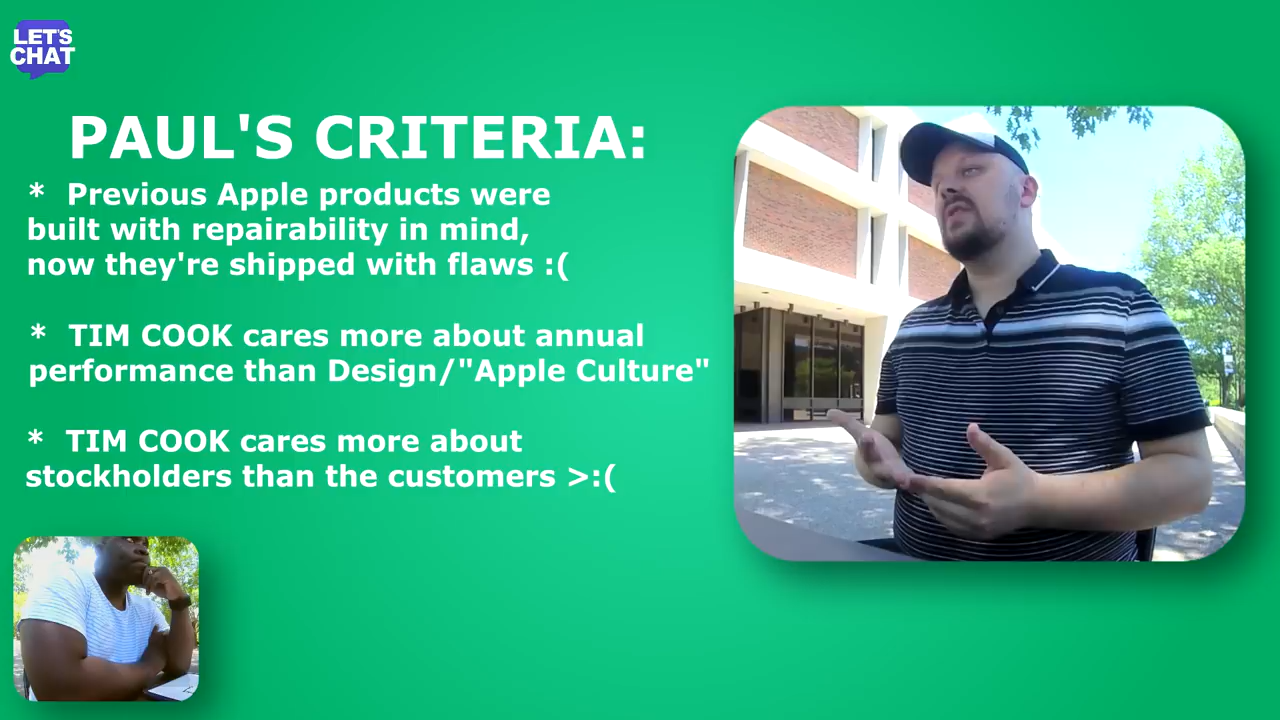 LET'S
CHAT
PAUL'S CRITERIA:
* Previous Apple products were
built with repairability in mind,
now they're shipped with flaws :(
* TIM COOK cares more about annual
performance than Design/"Apple Culture"
* TIM COOK cares more about
stockholders than the customers >:(